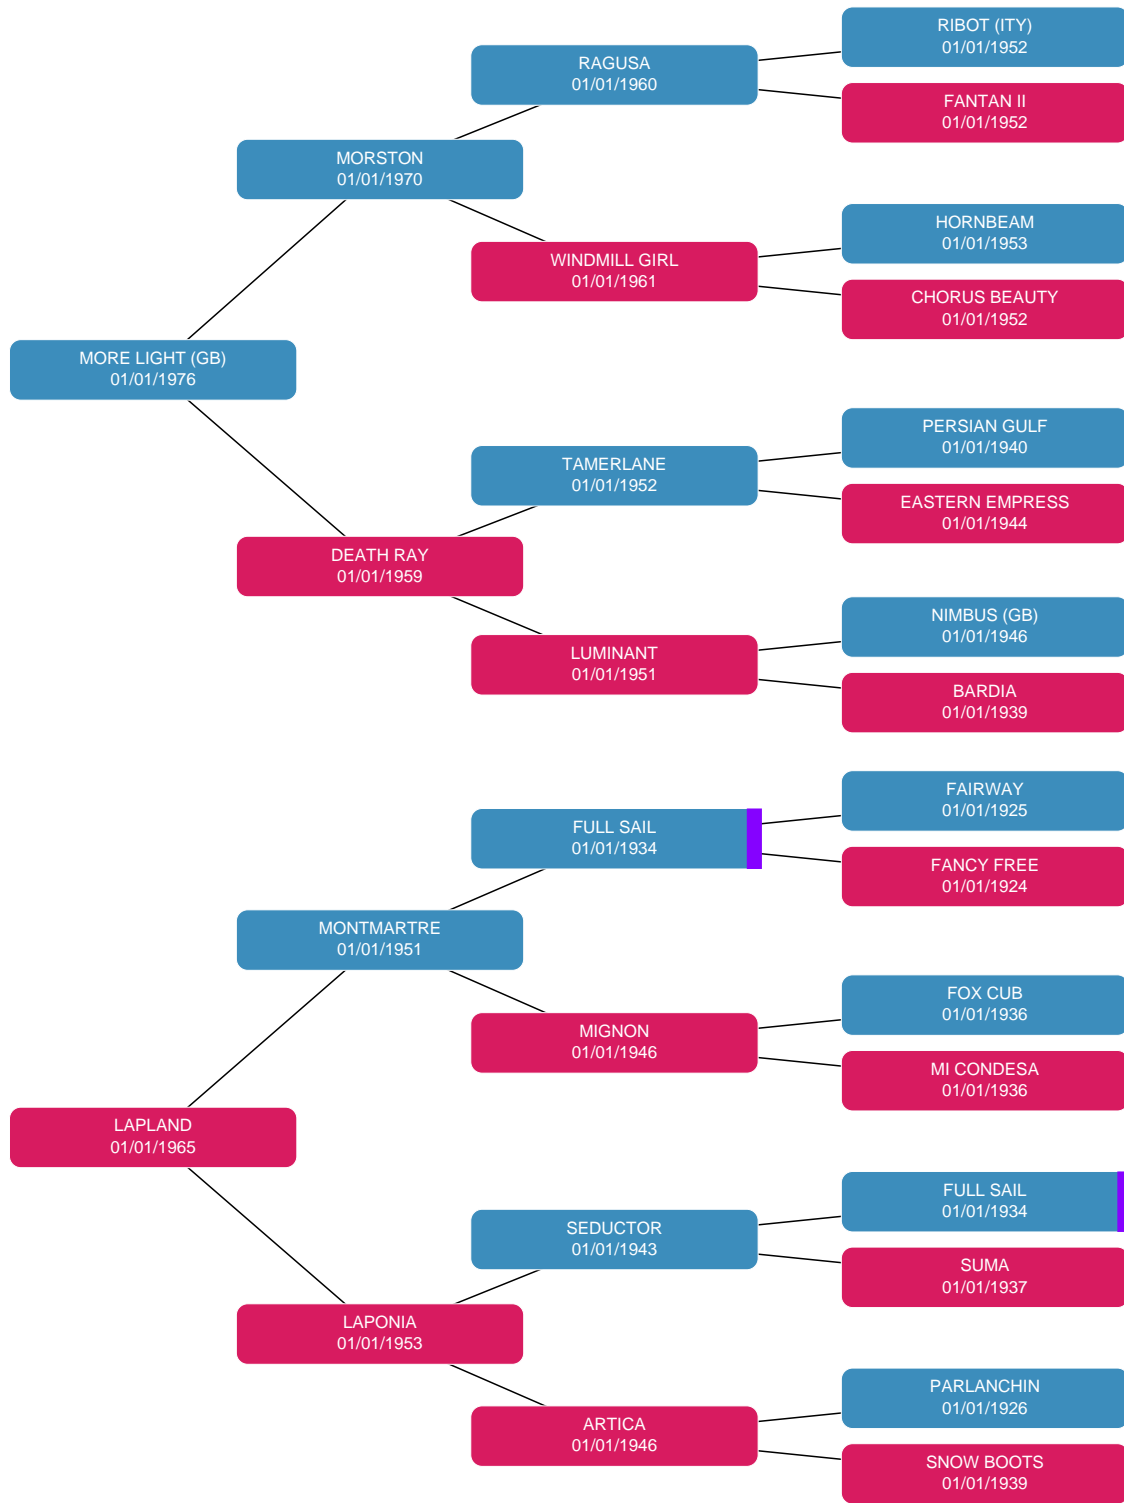 RIBOT (ITY)
01/01/1952
RAGUSA
01/01/1960
FANTAN II
01/01/1952
MORSTON
01/01/1970
HORNBEAM
01/01/1953
WINDMILL GIRL
01/01/1961
CHORUS BEAUTY
01/01/1952
MORE LIGHT (GB)
01/01/1976
PERSIAN GULF
01/01/1940
TAMERLANE
01/01/1952
EASTERN EMPRESS
01/01/1944
DEATH RAY
01/01/1959
NIMBUS (GB)
01/01/1946
LUMINANT
01/01/1951
BARDIA
01/01/1939
FAIRWAY
01/01/1925
FULL SAIL
01/01/1934
FANCY FREE
01/01/1924
MONTMARTRE
01/01/1951
FOX CUB
01/01/1936
MIGNON
01/01/1946
MI CONDESA
01/01/1936
LAPLAND
01/01/1965
FULL SAIL
01/01/1934
SEDUCTOR
01/01/1943
SUMA
01/01/1937
LAPONIA
01/01/1953
PARLANCHIN
01/01/1926
ARTICA
01/01/1946
SNOW BOOTS
01/01/1939